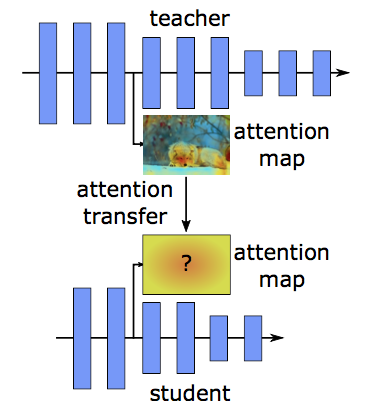 teacher
attention
map
attention
transfer
?
attention
map
student